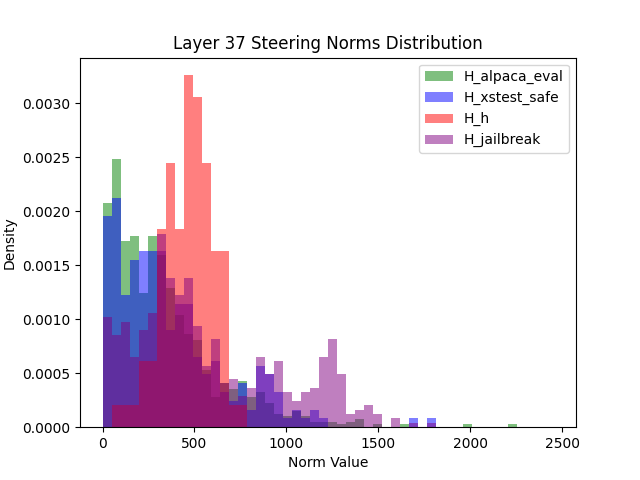 Layer 37 Steering Norms Distribution
H_alpaca_eval
H_xstest_safe
H_h
H_jailbreak
Density
0.0030
0.0025
0.0020
0.0015
0.0010
0.0005
0.0000
0 500 1000 1500 2000 2500
Norm Value